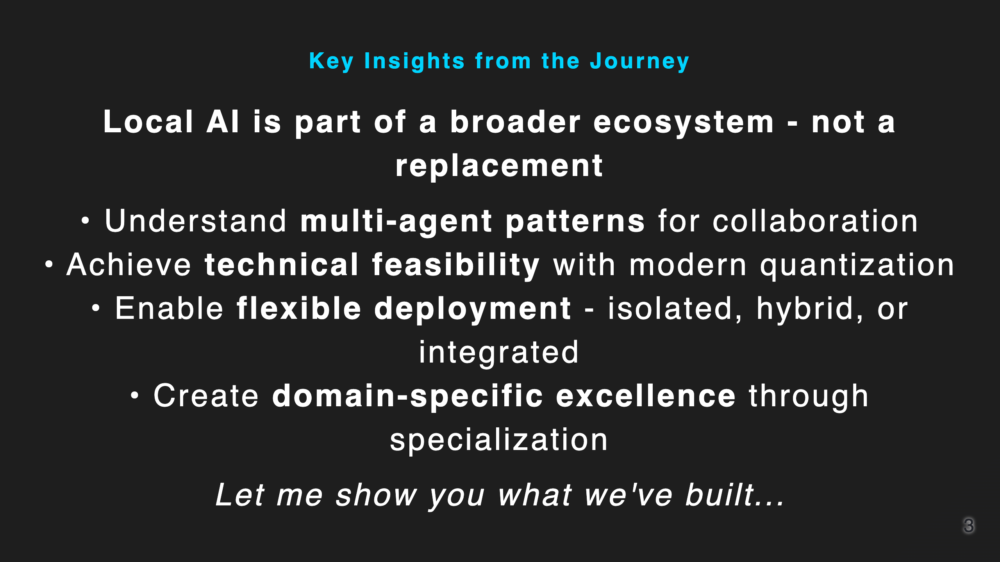 Key Insights from the Journey
Local AI is part of a broader ecosystem - not a
replacement
• Understand multi-agent patterns for collaboration
• Achieve technical feasibility with modern quantization
• Enable flexible deployment - isolated, hybrid, or
integrated
• Create domain-specific excellence through
specialization
Let me show you what we've built...
3